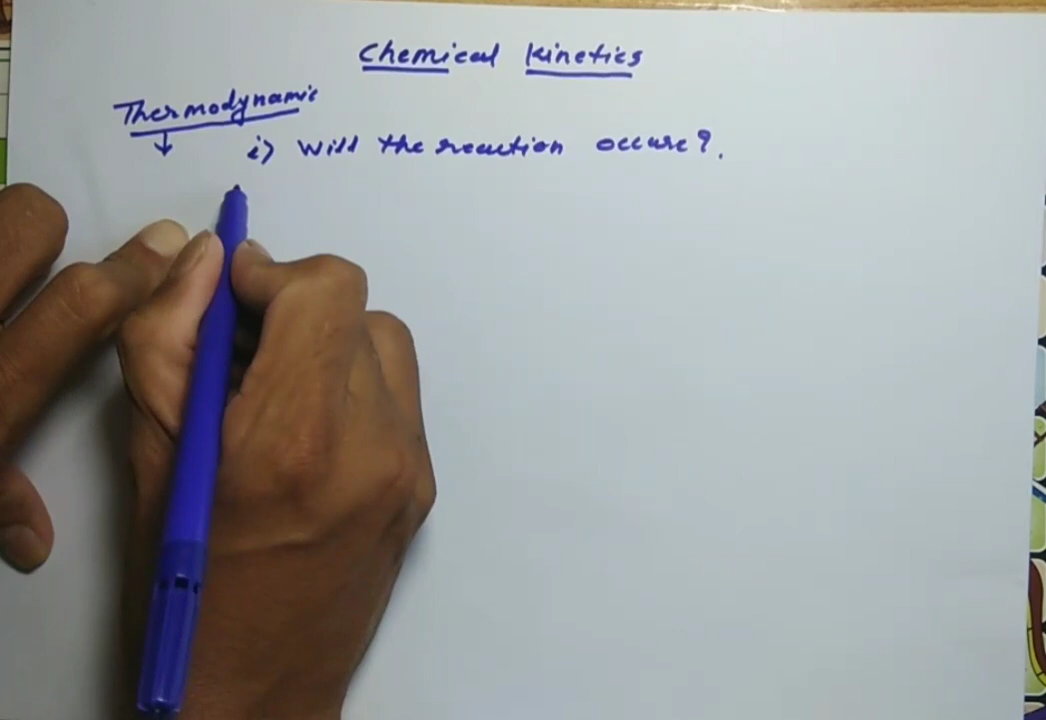 Chemical Kinetics
Thermodynamic
i) Will the reaction occure?.